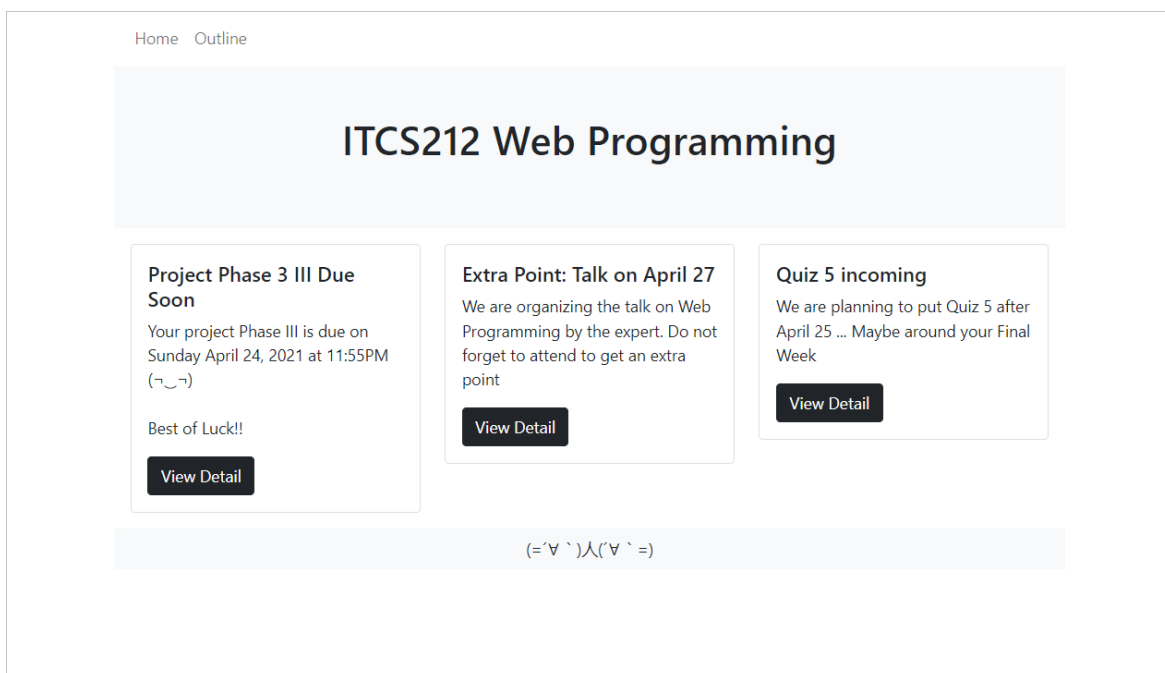 Home Outline
ITCS212 Web Programming
Project Phase 3 III Due
Soon
Your project Phase III is due on
Sunday April 24, 2021 at 11:55PM
(¬‿¬)
Best of Luck!!
View Detail
Extra Point: Talk on April 27
We are organizing the talk on Web
Programming by the expert. Do not
forget to attend to get an extra
point
View Detail
Quiz 5 incoming
We are planning to put Quiz 5 after
April 25 ... Maybe around your Final
Week
View Detail
(=´∀｀)人(´∀｀=)